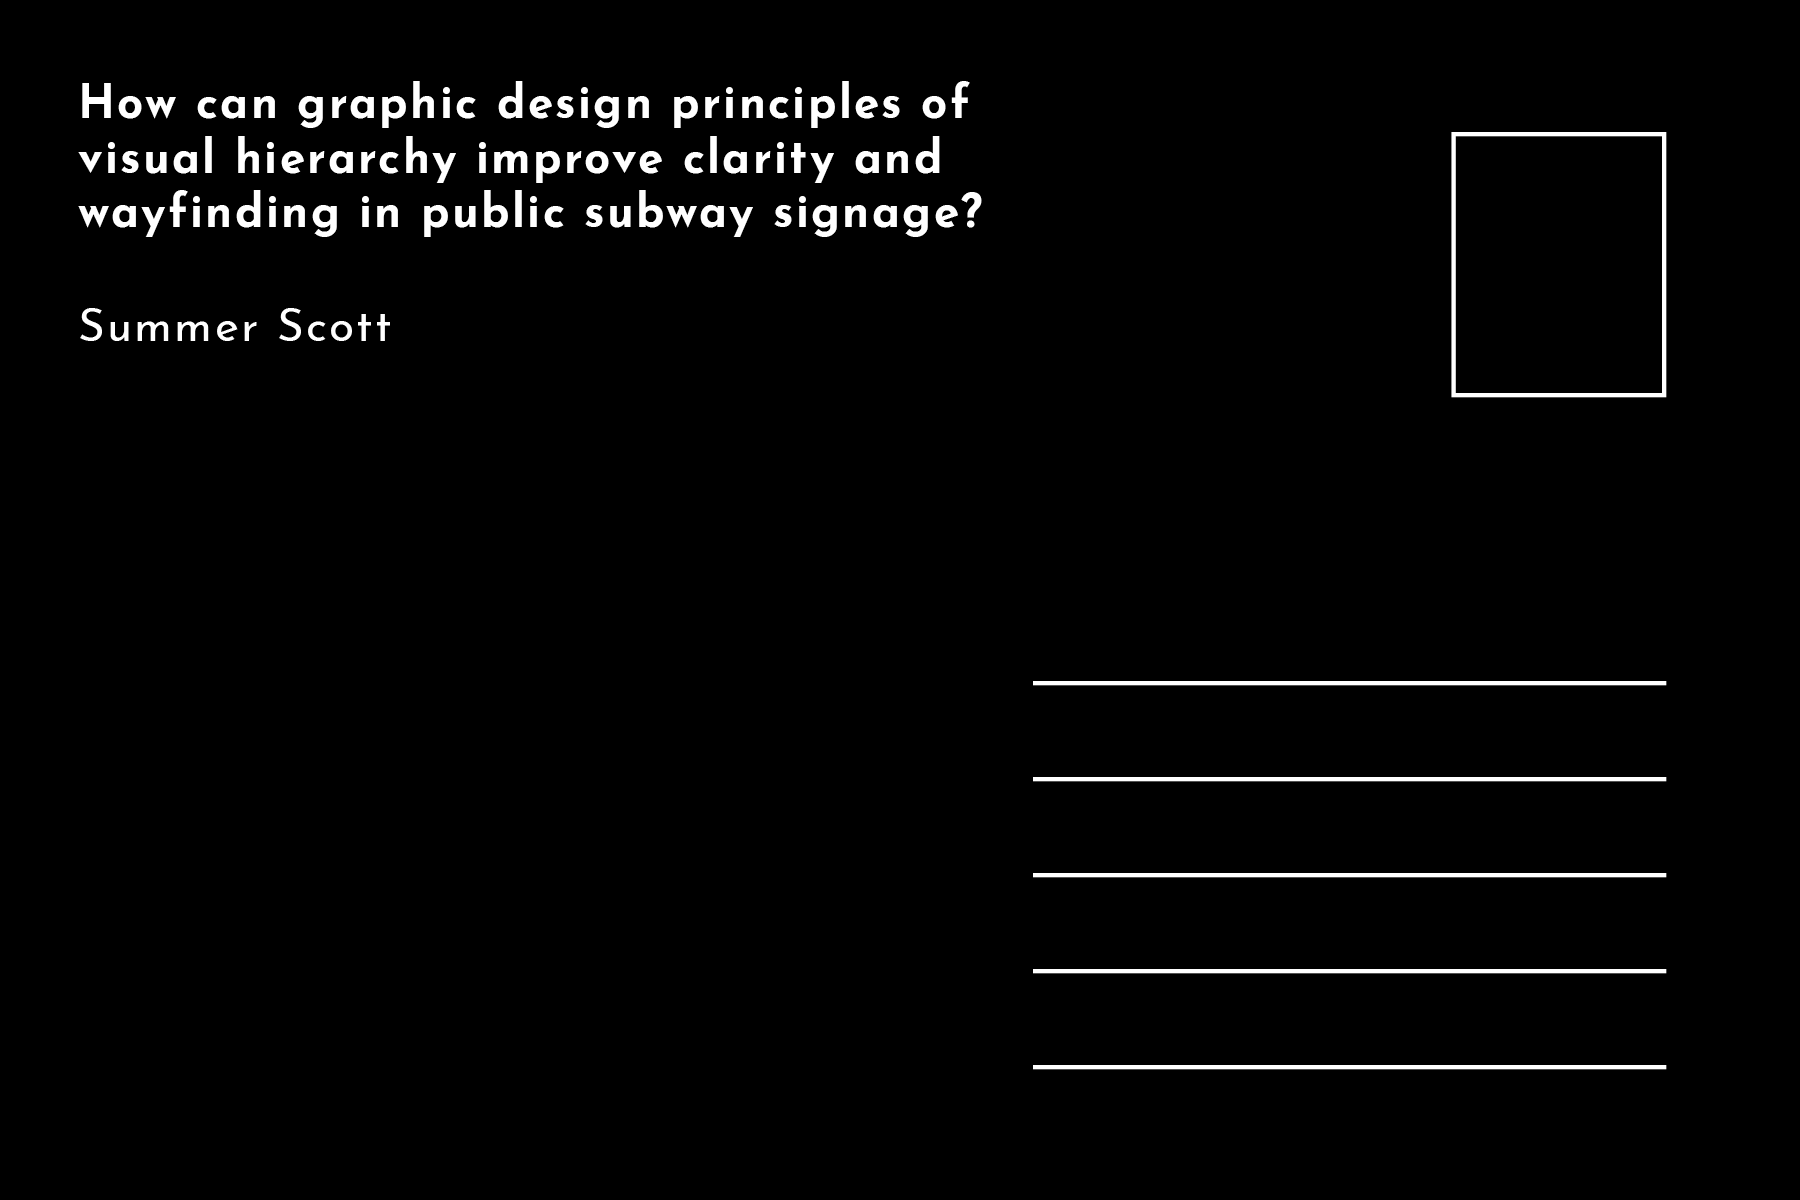 How can graphic design principles of
visual hierarchy improve clarity and
wayfinding in public subway signage?
Summer Scott